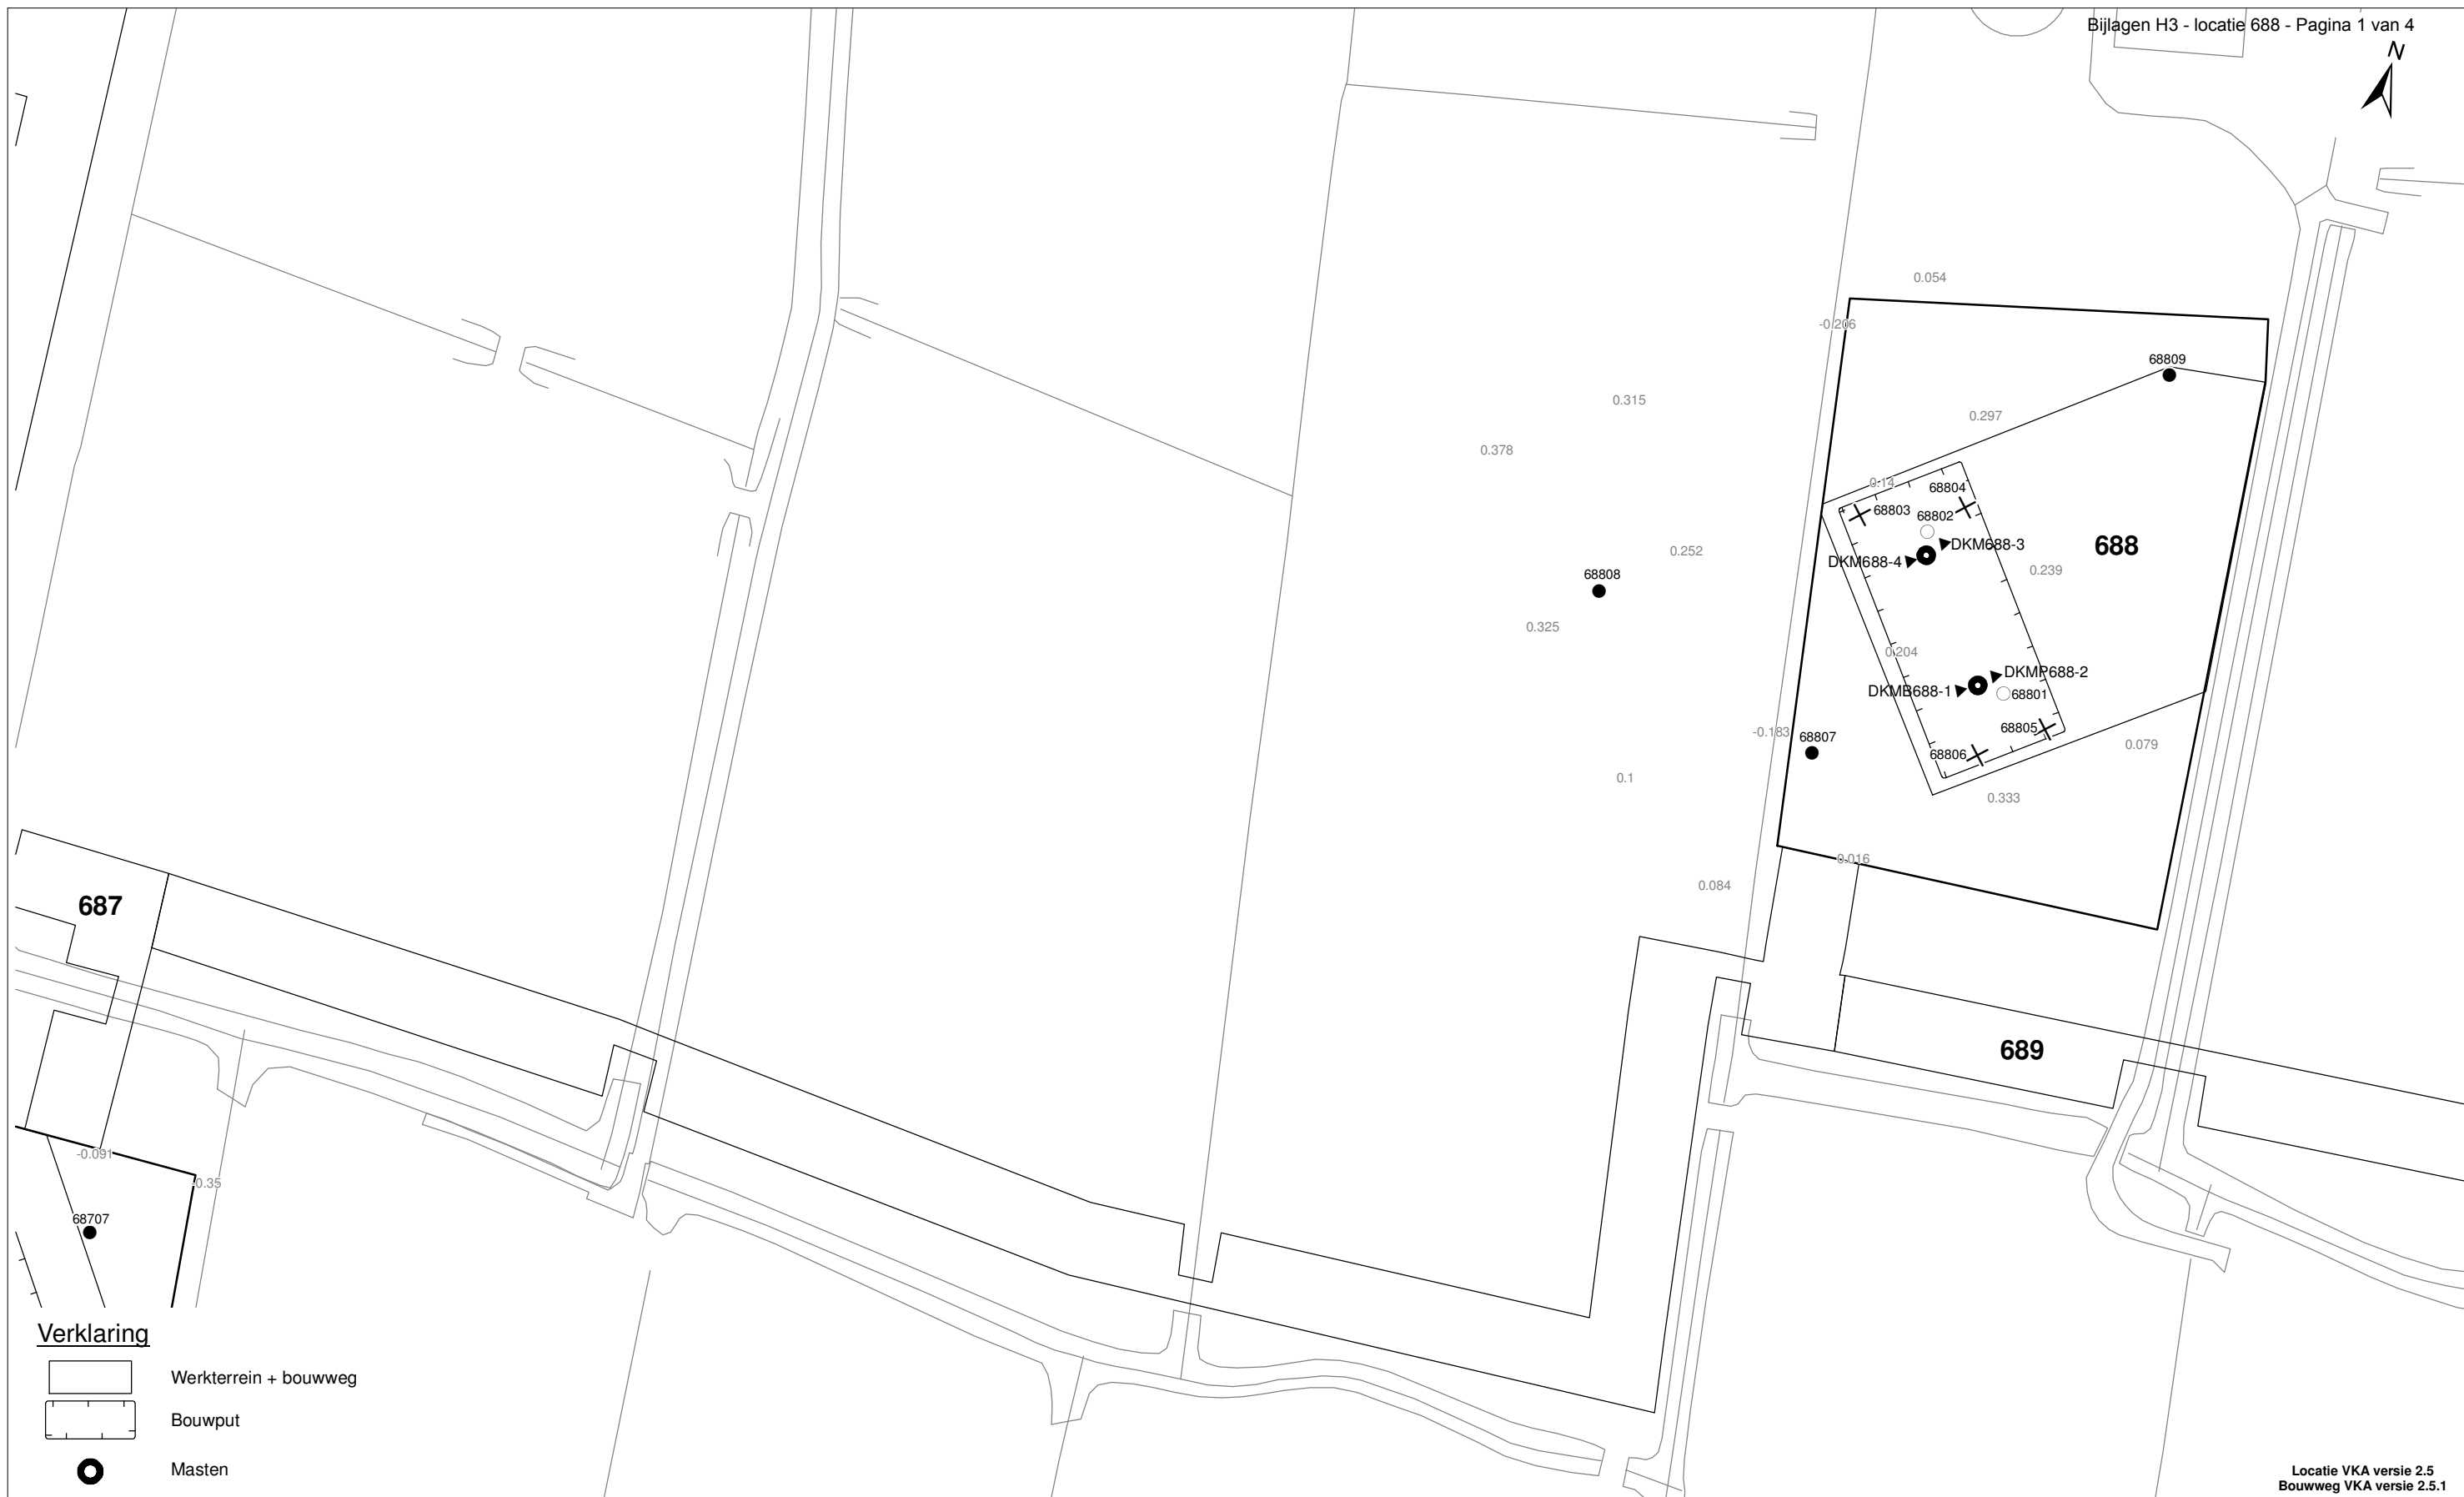 Bijlagen H3 - locatie 688 - Pagina 1 van 4
N
0.054
-0.206
68809
0.315
0.297
0.378
0.14
68804
68803
68802
688
DKM688-3
0.252
DKM688-4
0.239
68808
0.325
0.204
DKMP688-2
DKMB688-1
68801
-0.183
68807
68805
0.079
68806
0.1
0.333
0.016
0.084
687
689
-0.091
0.35
68707
Verklaring
Werkterrein + bouwweg
Bouwput
Masten
Locatie VKA versie 2.5
Bouwweg VKA versie 2.5.1